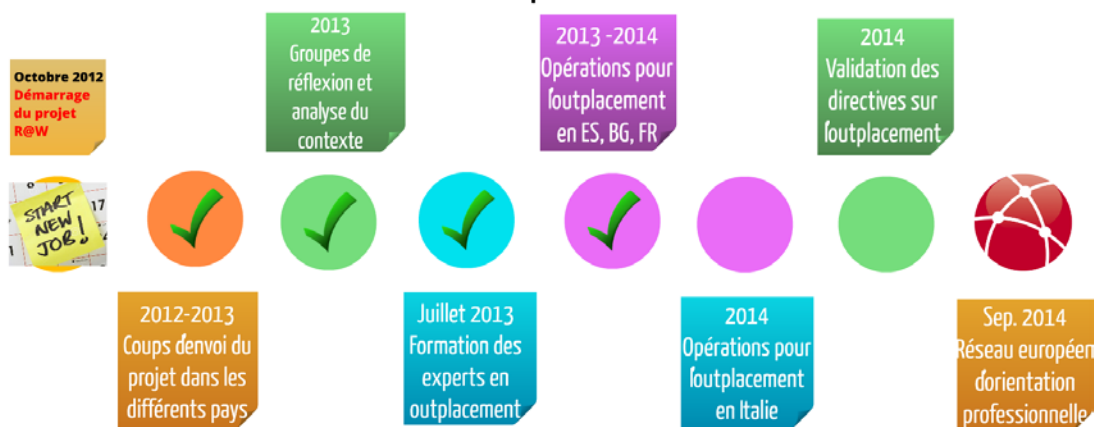 Octobre 2012
Démarrage
du projet
R@W
2013
Groupes de
réflexion et
analyse du
contexte
2013 -2014
Opérations pour
l'outplacement
en ES, BG, FR
2014
Validation des
directives sur
l'outplacement
START
NEW
JOB!
17
2012-2013
Coups d'envoi du
projet dans les
différents pays
Juillet 2013
Formation des
experts en
outplacement
2014
Opérations pour
l'outplacement
en Italie
Sep. 2014
Réseau européen
d'orientation
professionnelle